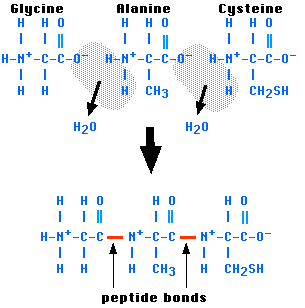 Glycine Alanine Cysteine
H H O H H O H H O
H-N⁺-C-C-O⁻ H-N⁺-C-C-O⁻ H-N⁺-C-C-O⁻
H H H CH₃ H CH₂SH
H₂O H₂O
H H O H O H O
H-N⁺-C-C-N⁺-C-C-N⁺-C-C-O⁻
H H H CH₃ H CH₂SH
peptide bonds